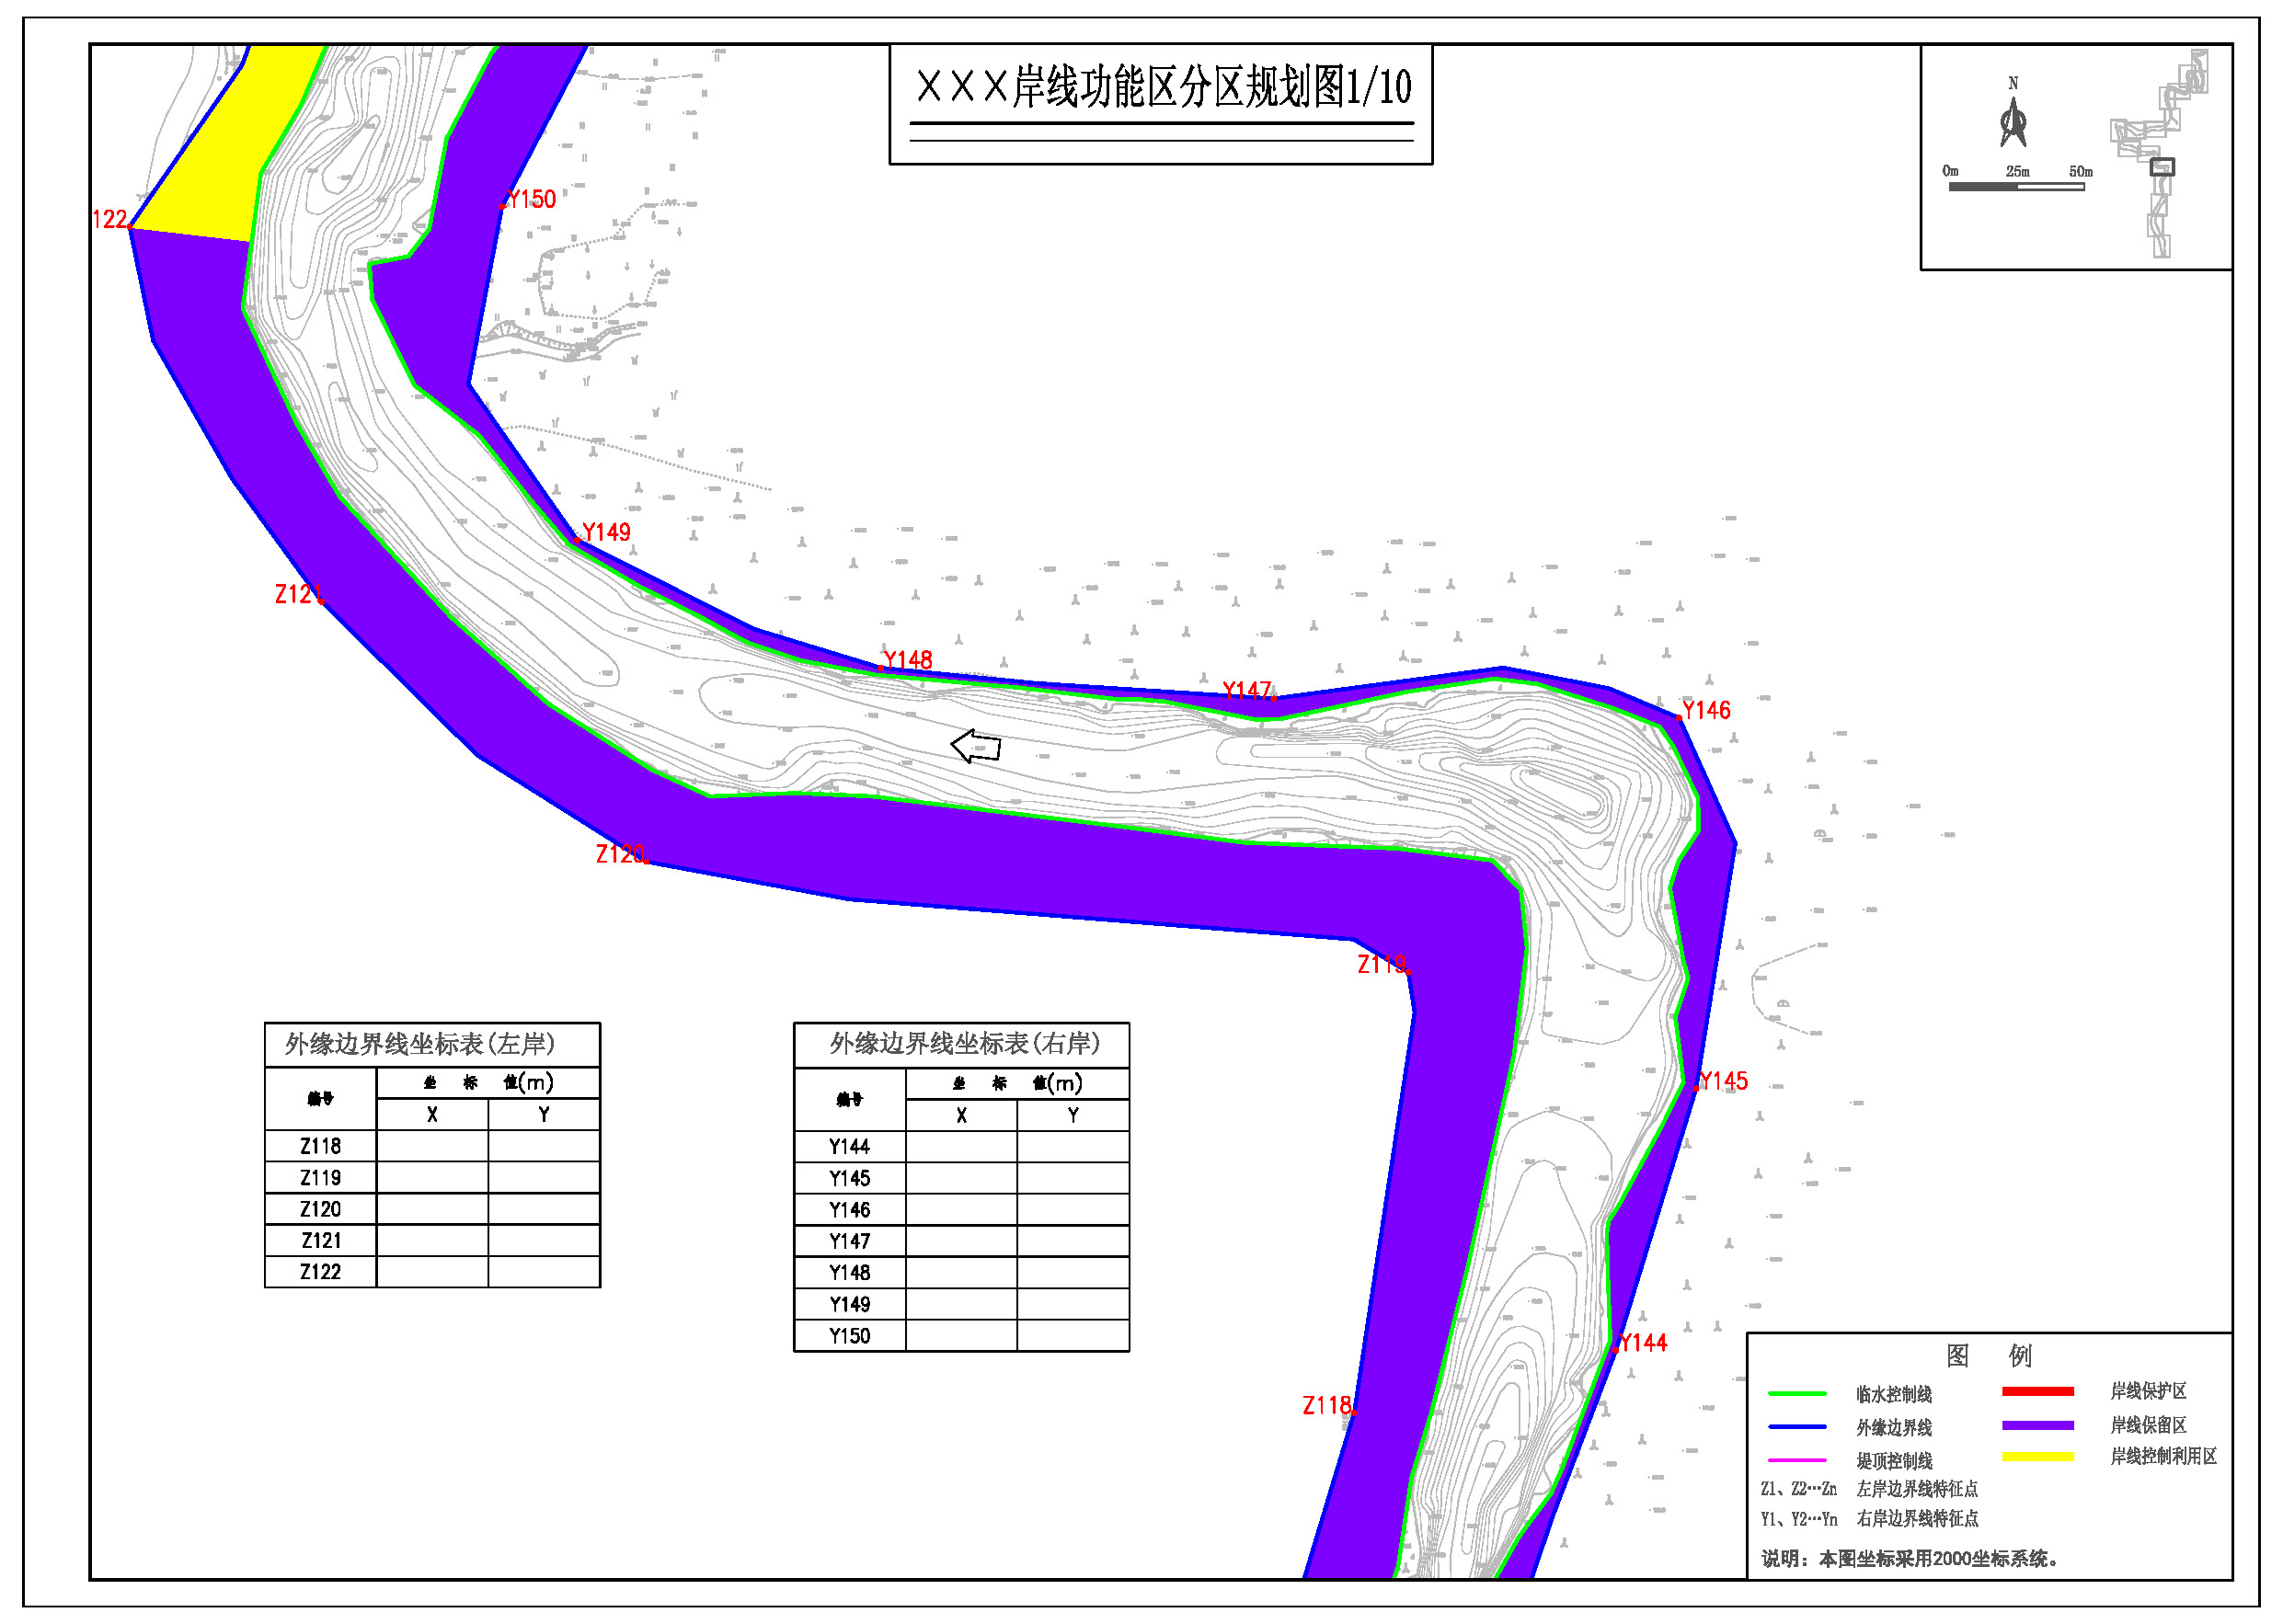 ×××岸线功能区分区规划图1/10
N
0m 25m 50m
122
Y150
Y149
Z121
Y148
Y147
Y146
Z120
Z119
Y145
Y144
Z118
外缘边界线坐标表(左岸)
编号 坐 标 值(m)
X Y
Z118
Z119
Z120
Z121
Z122
外缘边界线坐标表(右岸)
编号 坐 标 值(m)
X Y
Y144
Y145
Y146
Y147
Y148
Y149
Y150
图 例
临水控制线 岸线保护区
外缘边界线 岸线保留区
堤顶控制线 岸线控制利用区
Z1、Z2…Zn 左岸边界线特征点
Y1、Y2…Yn 右岸边界线特征点
说明：本图坐标采用2000坐标系统。